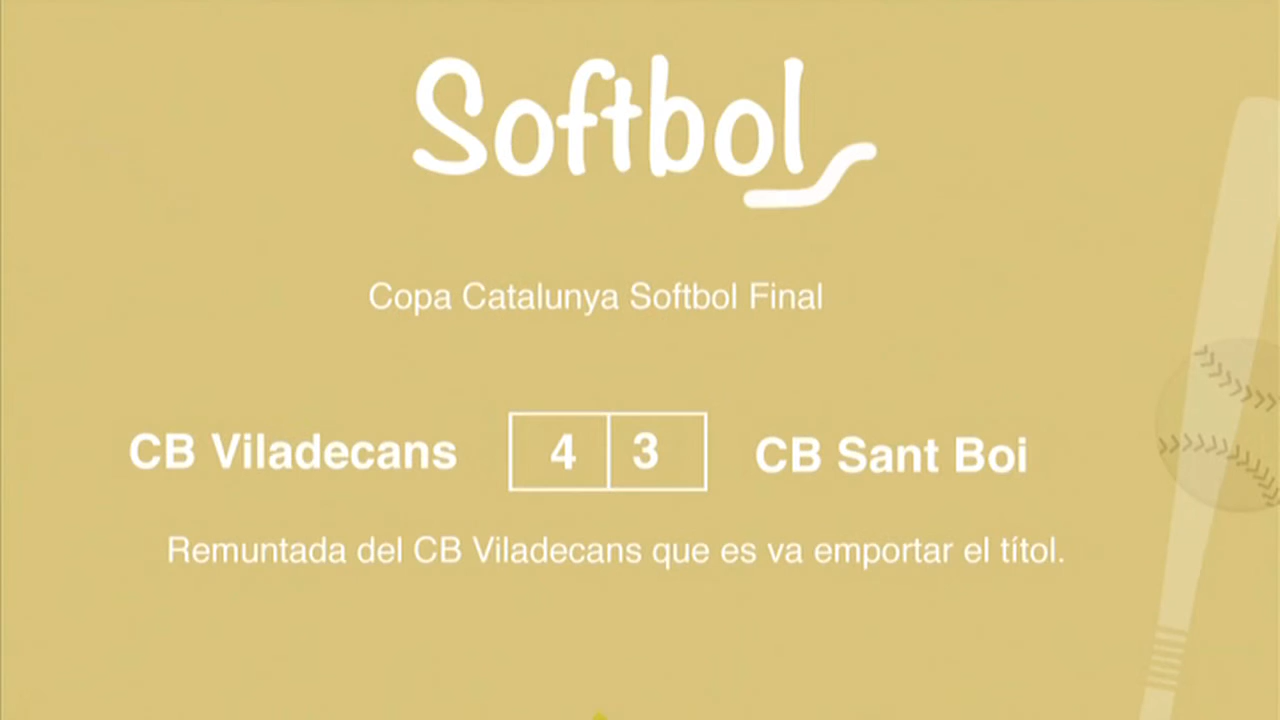 Softbol
Copa Catalunya Softbol Final
CB Viladecans 4 3 CB Sant Boi
Remuntada del CB Viladecans que es va emportar el títol.